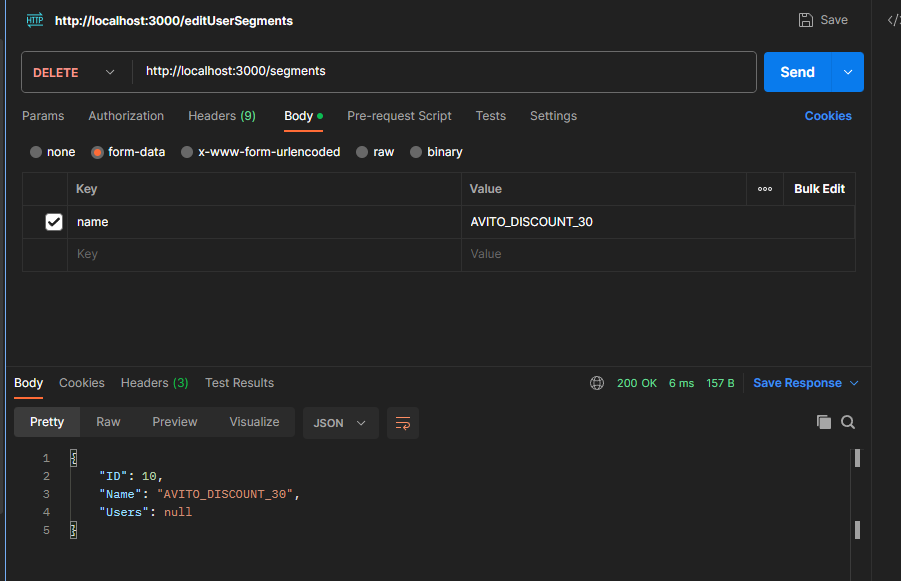 HTTP http://localhost:3000/editUserSegments Save </>
DELETE http://localhost:3000/segments Send
Params Authorization Headers (9) Body Pre-request Script Tests Settings Cookies
none form-data x-www-form-urlencoded raw binary
Key Value ooo Bulk Edit
name AVITO_DISCOUNT_30
Key Value
Body Cookies Headers (3) Test Results 200 OK 6 ms 157 B Save Response
Pretty Raw Preview Visualize JSON
1 {
2 "ID": 10,
3 "Name": "AVITO_DISCOUNT_30",
4 "Users": null
5 }